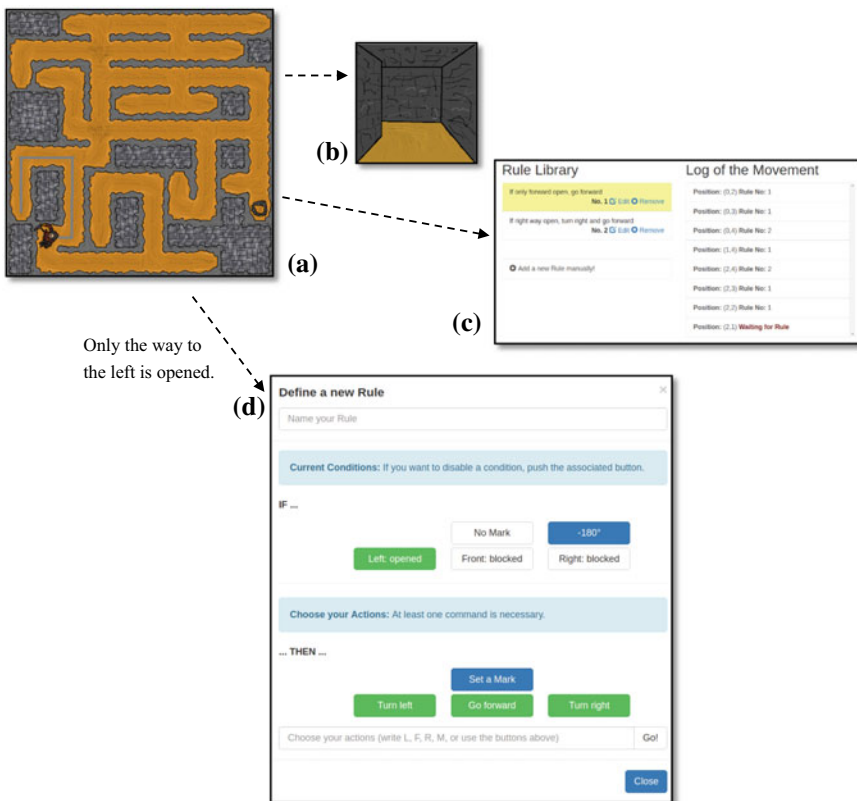 (a)
(b)
Rule Library
If only forward open, go forward
No. 1 Edit Remove
If right way open, turn right and go forward
No. 2 Edit Remove
Add a new Rule manually!
Log of the Movement
Position: (0,2) Rule No: 1
Position: (0,3) Rule No: 1
Position: (0,4) Rule No: 2
Position: (1,4) Rule No: 1
Position: (2,4) Rule No: 2
Position: (2,3) Rule No: 1
Position: (2,2) Rule No: 1
Position: (2,1) Waiting for Rule
(c)
Only the way to
the left is opened.
(d)
Define a new Rule
×
Name your Rule
Current Conditions: If you want to disable a condition, push the associated button.
IF ...
No Mark -180°
Left: opened Front: blocked Right: blocked
Choose your Actions: At least one command is necessary.
... THEN ...
Set a Mark
Turn left Go forward Turn right
Choose your actions (write L, F, R, M, or use the buttons above) Go!
Close